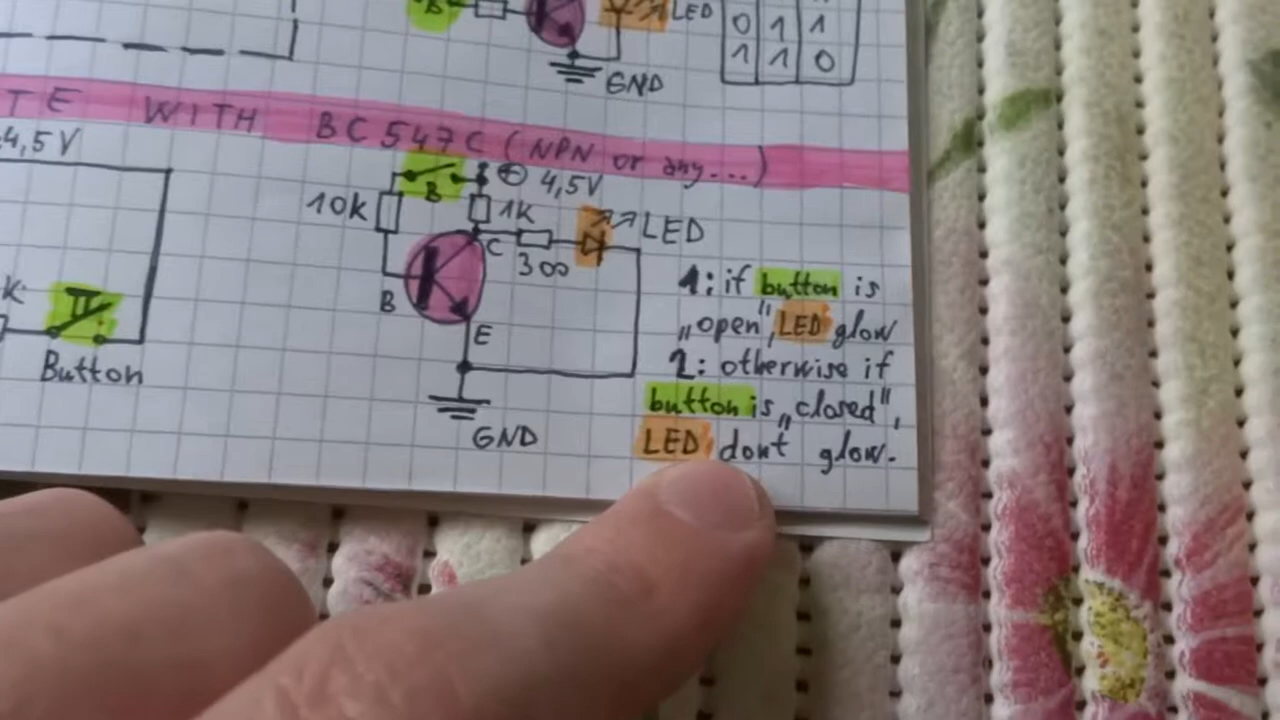 B
LED
0 1 1
1 1 0
GND
TE WITH BC547C (NPN or any...)
4,5V
B
+ 4,5V
10K
1K
LED
C
300
B
E
K
Button
GND
1: if button is
„open", LED glow
2: otherwise if
button is „closed",
LED dont glow.